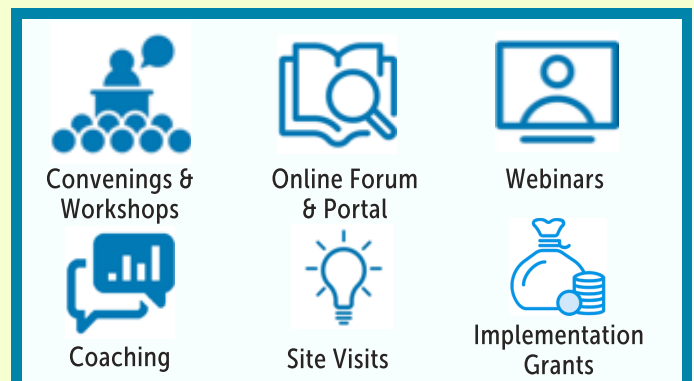 Convenings &
Workshops
Online Forum
& Portal
Webinars
Coaching
Site Visits
Implementation
Grants